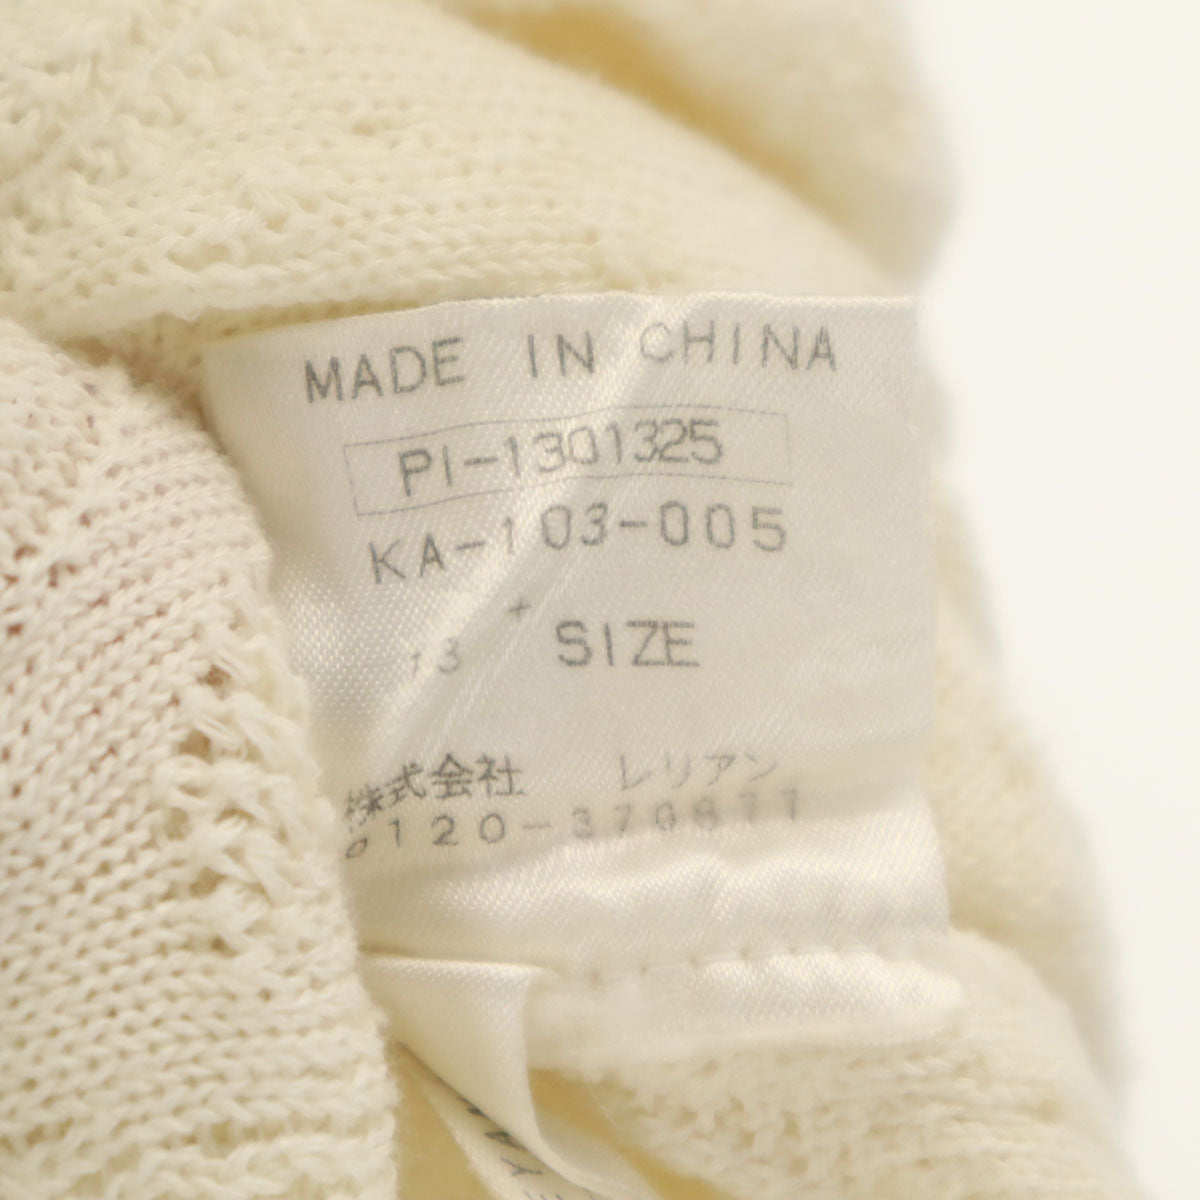 MADE IN CHINA
PI-1301325
KA-103-005
13 + SIZE
株式会社 レリアン
0120-370877